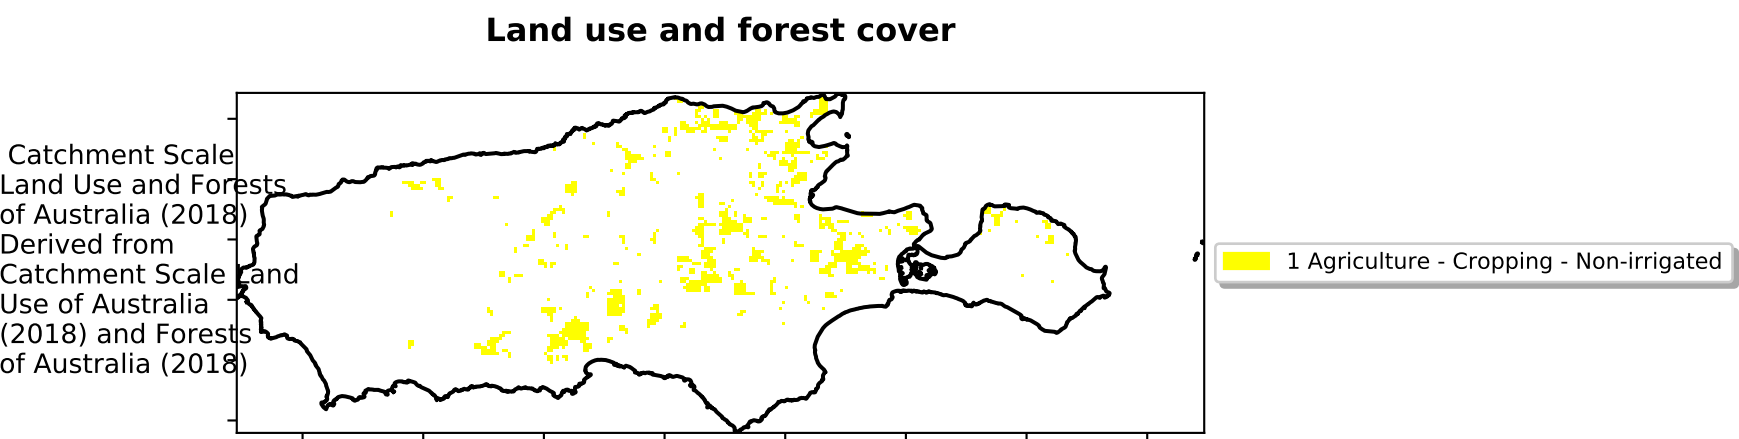 Land use and forest cover
Catchment Scale
Land Use and Forests
of Australia (2018)
Derived from
Catchment Scale Land
Use of Australia
(2018) and Forests
of Australia (2018)
1 Agriculture - Cropping - Non-irrigated